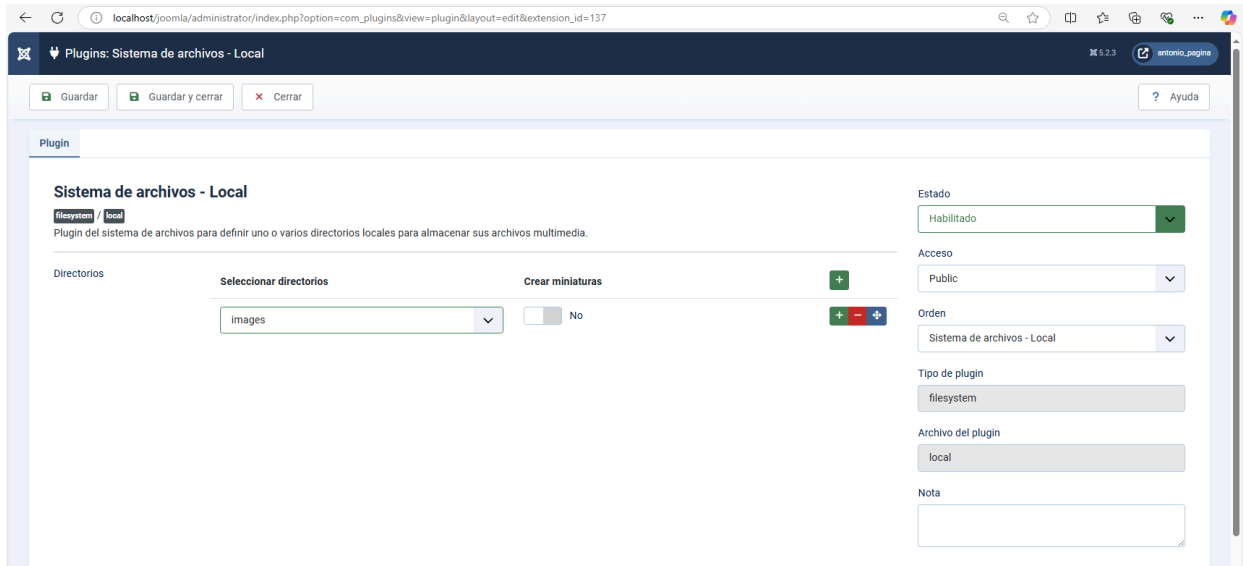 localhost/joomla/administrator/index.php?option=com_plugins&view=plugin&layout=edit&extension_id=137
Plugins: Sistema de archivos - Local
5.2.3
antonio_pagina
Guardar
Guardar y cerrar
Cerrar
? Ayuda
Plugin
Sistema de archivos - Local
filesystem / local
Plugin del sistema de archivos para definir uno o varios directorios locales para almacenar sus archivos multimedia.
Directorios
Seleccionar directorios
Crear miniaturas
images
No
Estado
Habilitado
Acceso
Public
Orden
Sistema de archivos - Local
Tipo de plugin
filesystem
Archivo del plugin
local
Nota